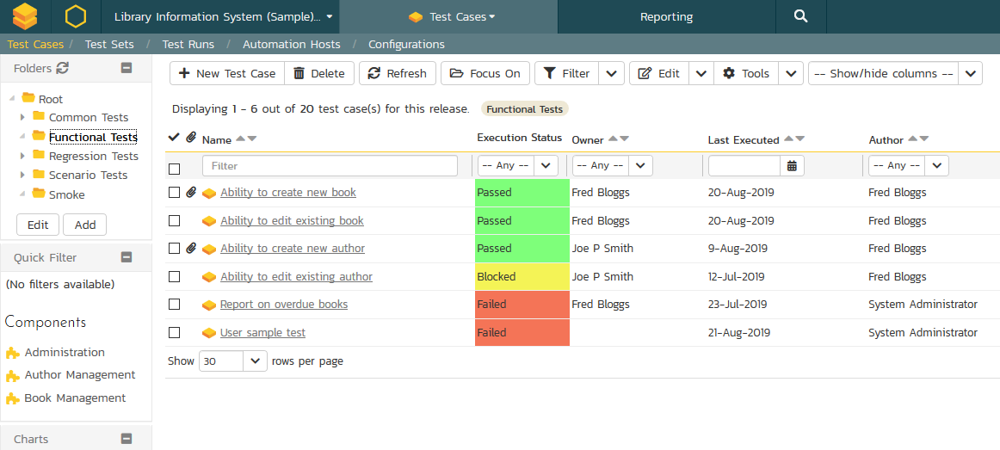 Library Information System (Sample)... Test Cases Reporting
Test Cases / Test Sets / Test Runs / Automation Hosts / Configurations
Folders
Root
Common Tests
Functional Tests
Regression Tests
Scenario Tests
Smoke
Edit Add
Quick Filter
(No filters available)
Components
Administration
Author Management
Book Management
Charts
New Test Case Delete Refresh Focus On Filter Edit Tools -- Show/hide columns --
Displaying 1 - 6 out of 20 test case(s) for this release. Functional Tests
Name Execution Status Owner Last Executed Author
Filter -- Any -- -- Any -- -- Any --
Ability to create new book Passed Fred Bloggs 20-Aug-2019 Fred Bloggs
Ability to edit existing book Passed Fred Bloggs 20-Aug-2019 Fred Bloggs
Ability to create new author Passed Joe P Smith 9-Aug-2019 Fred Bloggs
Ability to edit existing author Blocked Joe P Smith 12-Jul-2019 Fred Bloggs
Report on overdue books Failed Fred Bloggs 23-Jul-2019 System Administrator
User sample test Failed 21-Aug-2019 System Administrator
Show 30 rows per page